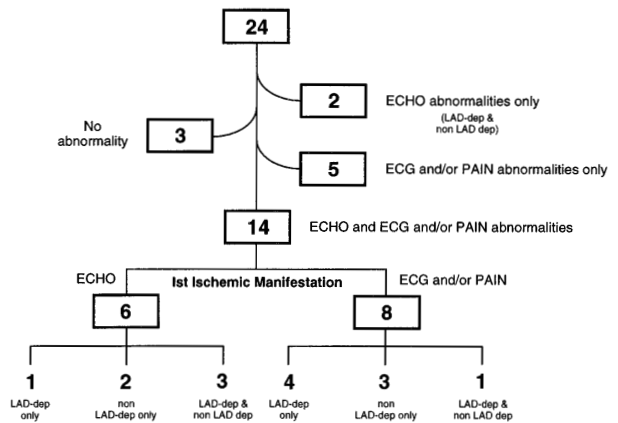 24
2
ECHO abnormalities only
(LAD-dep &
non LAD dep)
No
abnormality
3
5
ECG and/or PAIN abnormalities only
14
ECHO and ECG and/or PAIN abnormalities
ECHO
Ist Ischemic Manifestation
ECG and/or PAIN
6
8
1
2
3
4
3
1
LAD-dep
only
non
LAD-dep only
LAD-dep &
non LAD dep
LAD-dep
only
non
LAD-dep only
LAD-dep &
non LAD dep